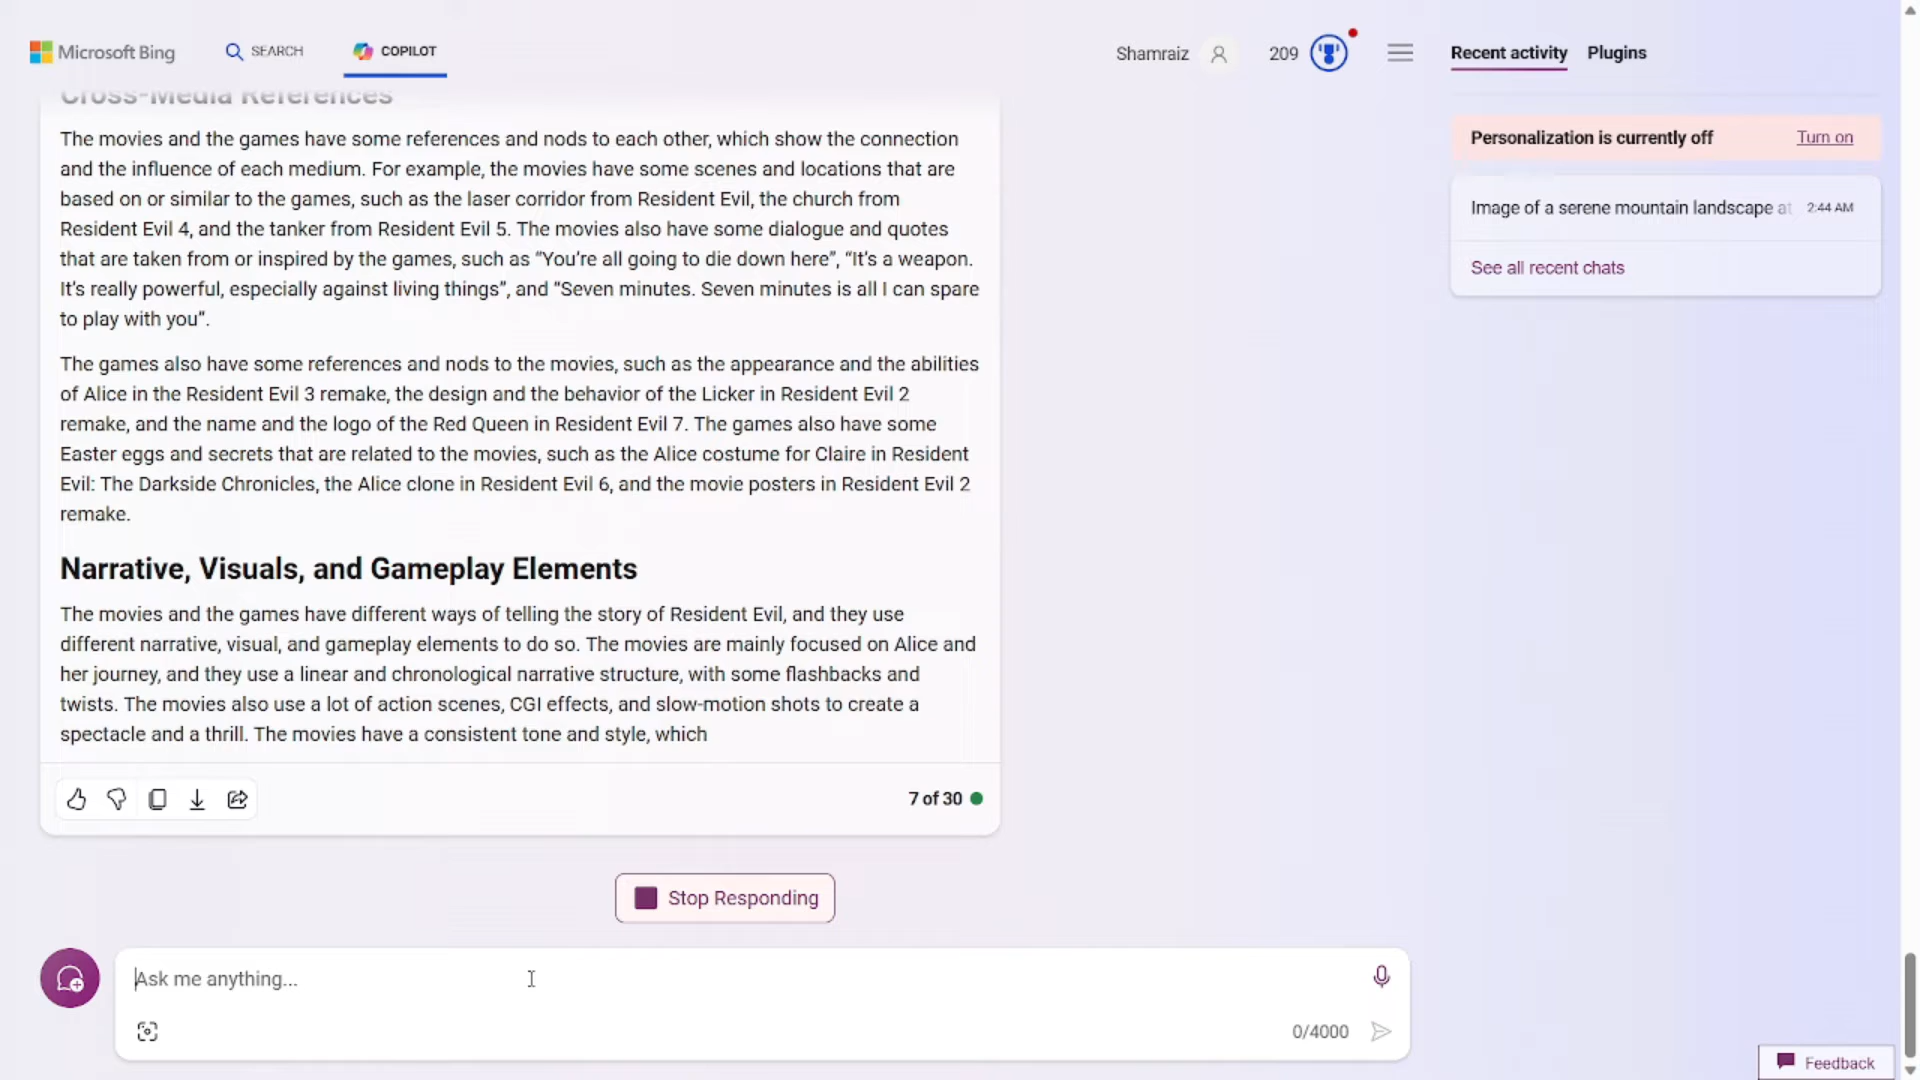 Microsoft Bing
SEARCH
COPILOT
Shamraiz
209
Recent activity
Plugins
Cross-Media References
The movies and the games have some references and nods to each other, which show the connection
and the influence of each medium. For example, the movies have some scenes and locations that are
based on or similar to the games, such as the laser corridor from Resident Evil, the church from
Resident Evil 4, and the tanker from Resident Evil 5. The movies also have some dialogue and quotes
that are taken from or inspired by the games, such as “You’re all going to die down here”, “It’s a weapon.
It’s really powerful, especially against living things”, and “Seven minutes. Seven minutes is all I can spare
to play with you”.
The games also have some references and nods to the movies, such as the appearance and the abilities
of Alice in the Resident Evil 3 remake, the design and the behavior of the Licker in Resident Evil 2
remake, and the name and the logo of the Red Queen in Resident Evil 7. The games also have some
Easter eggs and secrets that are related to the movies, such as the Alice costume for Claire in Resident
Evil: The Darkside Chronicles, the Alice clone in Resident Evil 6, and the movie posters in Resident Evil 2
remake.
Narrative, Visuals, and Gameplay Elements
The movies and the games have different ways of telling the story of Resident Evil, and they use
different narrative, visual, and gameplay elements to do so. The movies are mainly focused on Alice and
her journey, and they use a linear and chronological narrative structure, with some flashbacks and
twists. The movies also use a lot of action scenes, CGI effects, and slow-motion shots to create a
spectacle and a thrill. The movies have a consistent tone and style, which
7 of 30
Stop Responding
Ask me anything...
0/4000
Personalization is currently off
Turn on
Image of a serene mountain landscape at
2:44 AM
See all recent chats
Feedback